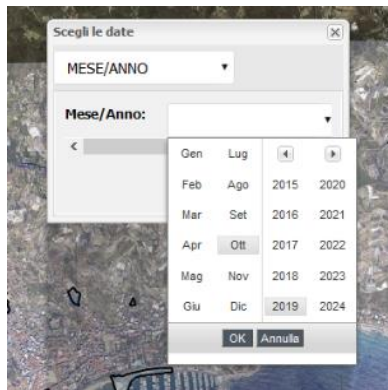 Scegli le date
MESE/ANNO
Mese/Anno:
Gen Lug
Feb Ago 2015 2020
Mar Set 2016 2021
Apr Ott 2017 2022
Mag Nov 2018 2023
Giu Dic 2019 2024
OK Annulla